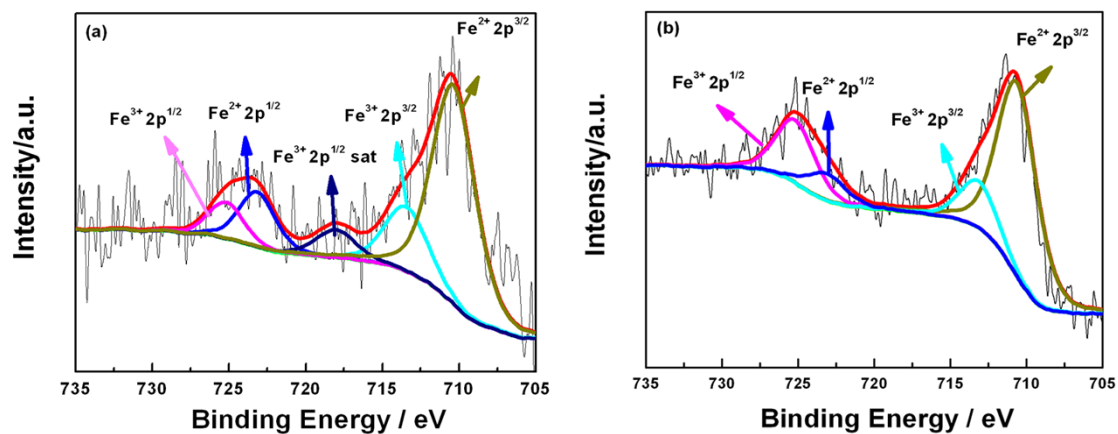 (a)
Fe²⁺ 2p³/²
Fe³⁺ 2p¹/²
Fe²⁺ 2p¹/²
Fe³⁺ 2p³/²
Fe³⁺ 2p¹/² sat
Intensity/a.u.
735 730 725 720 715 710 705
Binding Energy / eV
(b)
Fe²⁺ 2p³/²
Fe³⁺ 2p¹/²
Fe²⁺ 2p¹/²
Fe³⁺ 2p³/²
Intensity/a.u.
735 730 725 720 715 710 705
Binding Energy / eV